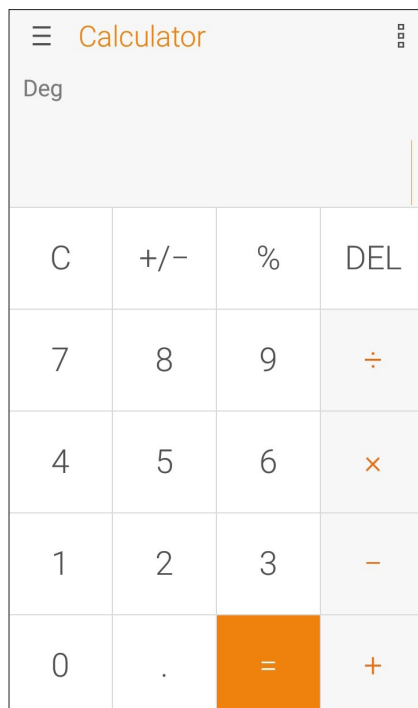 Calculator
Deg
C +/− % DEL
7 8 9 ÷
4 5 6 ×
1 2 3 −
0 . = +